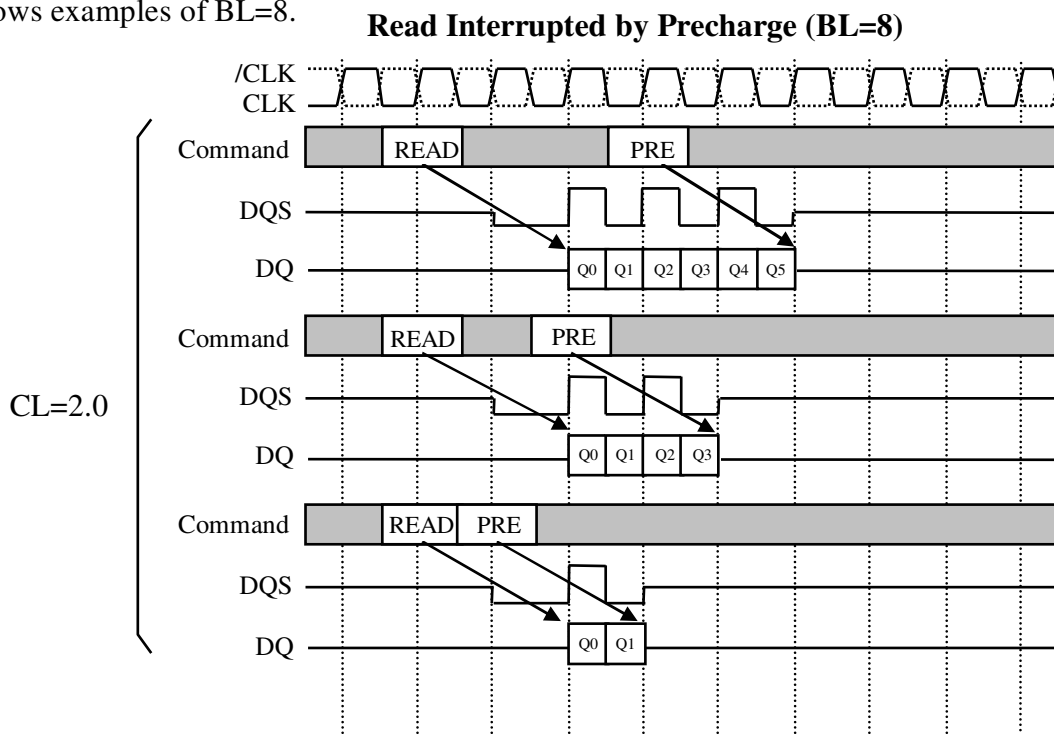 ows examples of BL=8.
Read Interrupted by Precharge (BL=8)
/CLK
CLK
Command READ PRE
DQS
DQ Q0 Q1 Q2 Q3 Q4 Q5
Command READ PRE
CL=2.0
DQS
DQ Q0 Q1 Q2 Q3
Command READ PRE
DQS
DQ Q0 Q1